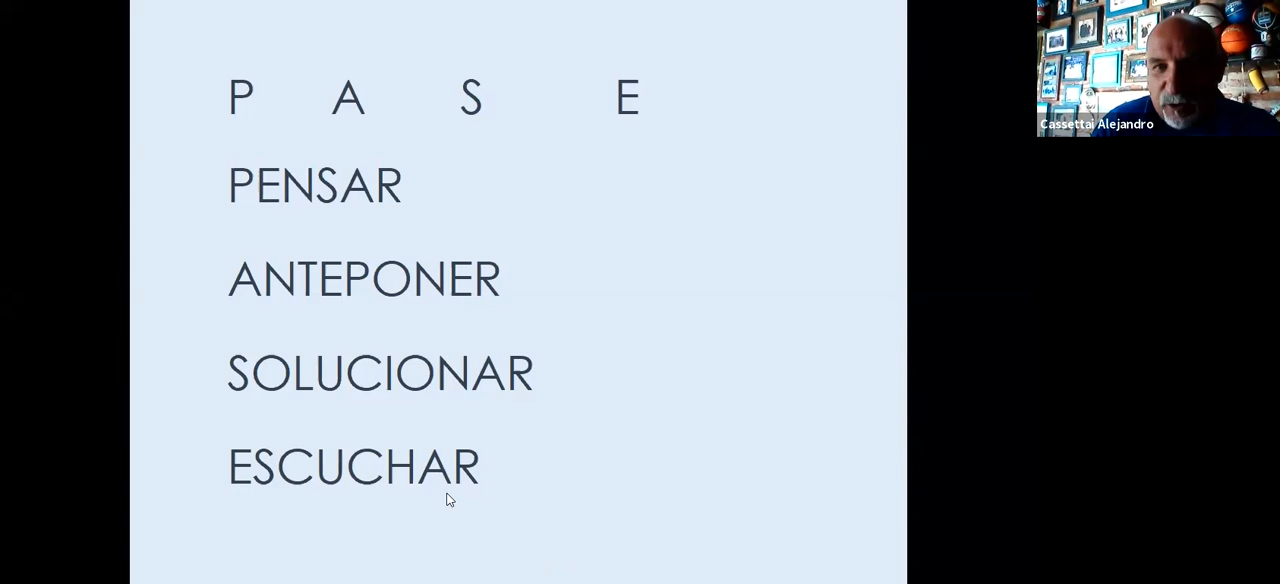 P A S E
PENSAR
ANTEPONER
SOLUCIONAR
ESCUCHAR
Cassettai Alejandro